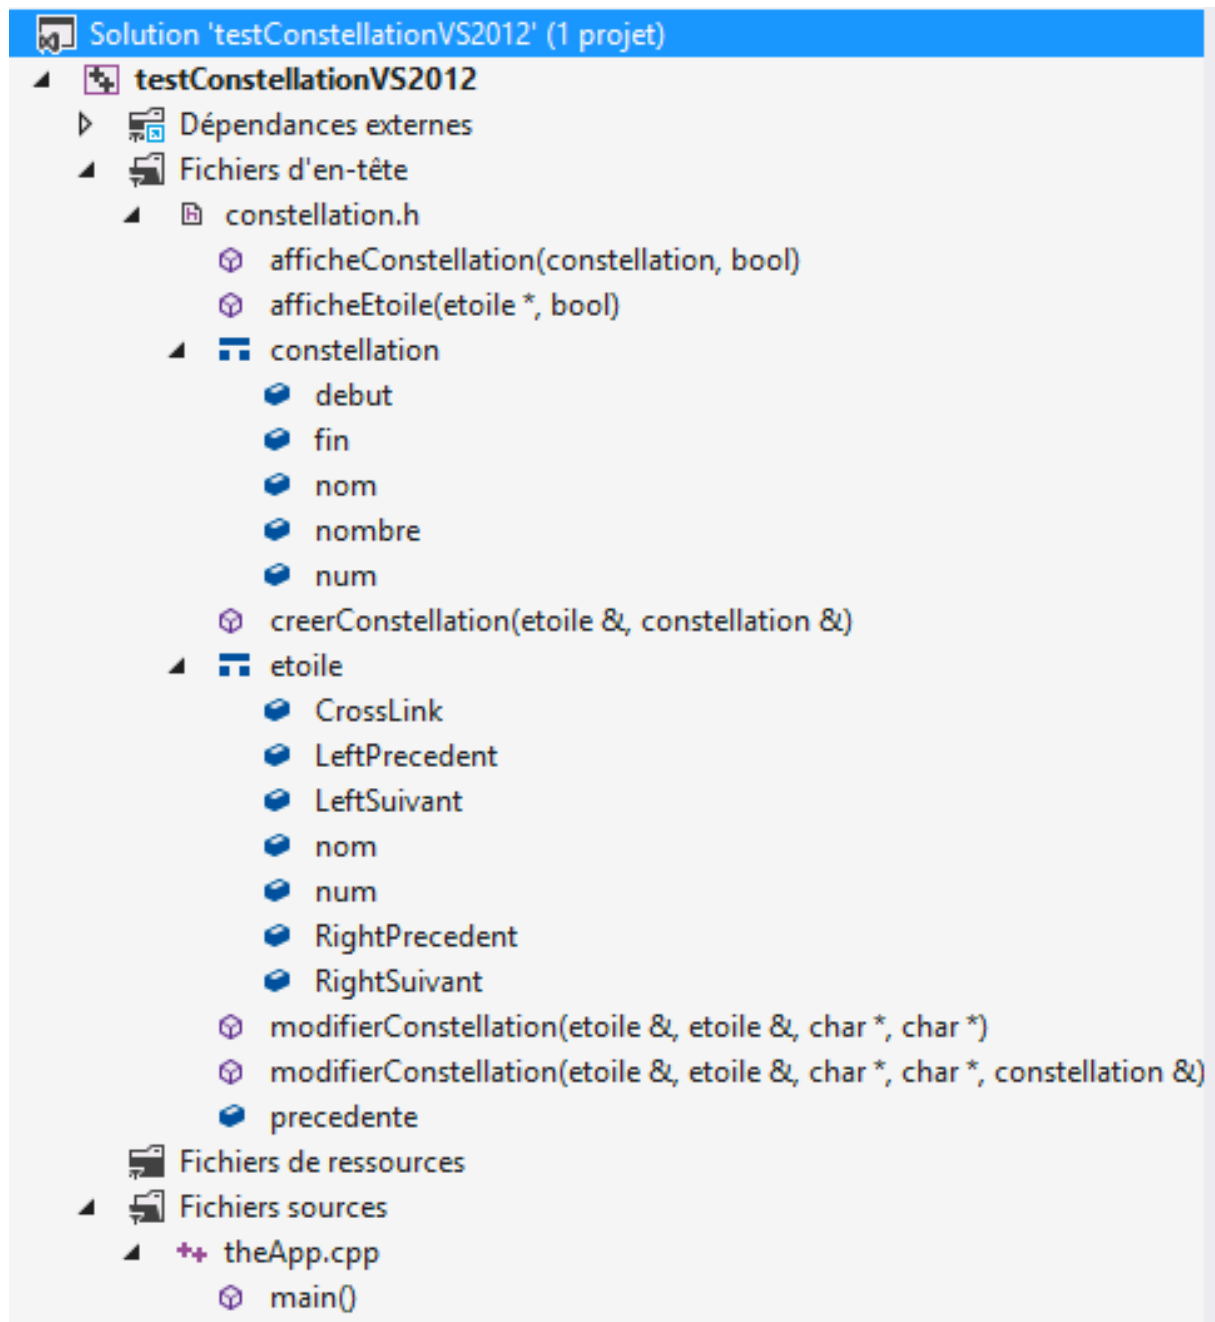 Solution 'testConstellationVS2012' (1 projet)
testConstellationVS2012
Dépendances externes
Fichiers d'en-tête
constellation.h
afficheConstellation(constellation, bool)
afficheEtoile(etoile *, bool)
constellation
debut
fin
nom
nombre
num
creerConstellation(etoile &, constellation &)
etoile
CrossLink
LeftPrecedent
LeftSuivant
nom
num
RightPrecedent
RightSuivant
modifierConstellation(etoile &, etoile &, char *, char *)
modifierConstellation(etoile &, etoile &, char *, char *, constellation &)
precedente
Fichiers de ressources
Fichiers sources
theApp.cpp
main()